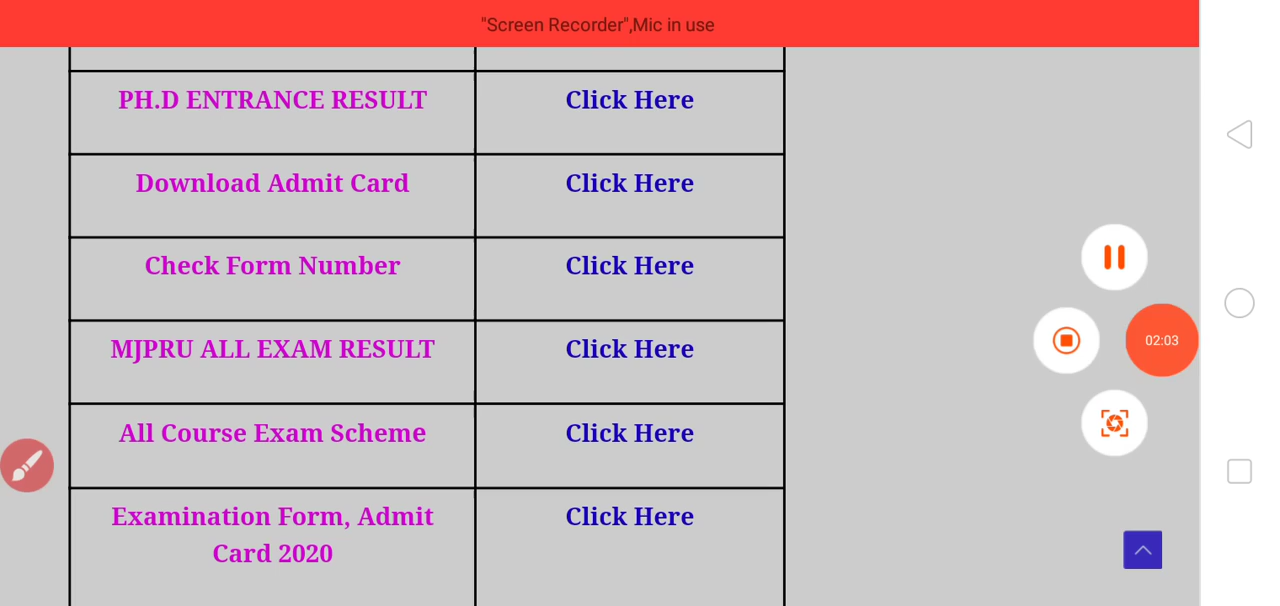 "Screen Recorder",Mic in use
PH.D ENTRANCE RESULT Click Here
Download Admit Card Click Here
Check Form Number Click Here
MJPRU ALL EXAM RESULT Click Here
02:03
All Course Exam Scheme Click Here
Examination Form, Admit Click Here
Card 2020